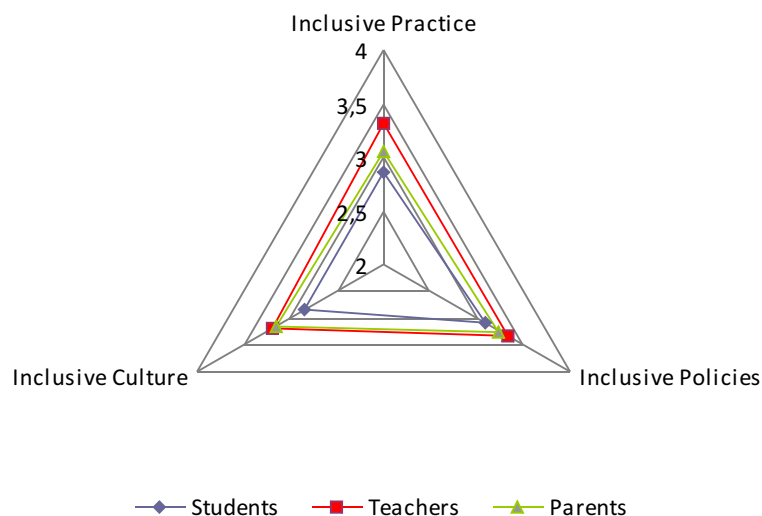 Inclusive Practice
4
3,5
3
2,5
2
Inclusive Culture
Inclusive Policies
Students Teachers Parents